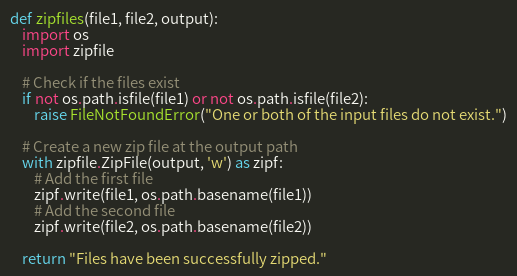 def zipfiles(file1, file2, output):
    import os
    import zipfile

    # Check if the files exist
    if not os.path.isfile(file1) or not os.path.isfile(file2):
        raise FileNotFoundError("One or both of the input files do not exist.")

    # Create a new zip file at the output path
    with zipfile.ZipFile(output, 'w') as zipf:
        # Add the first file
        zipf.write(file1, os.path.basename(file1))
        # Add the second file
        zipf.write(file2, os.path.basename(file2))

    return "Files have been successfully zipped."